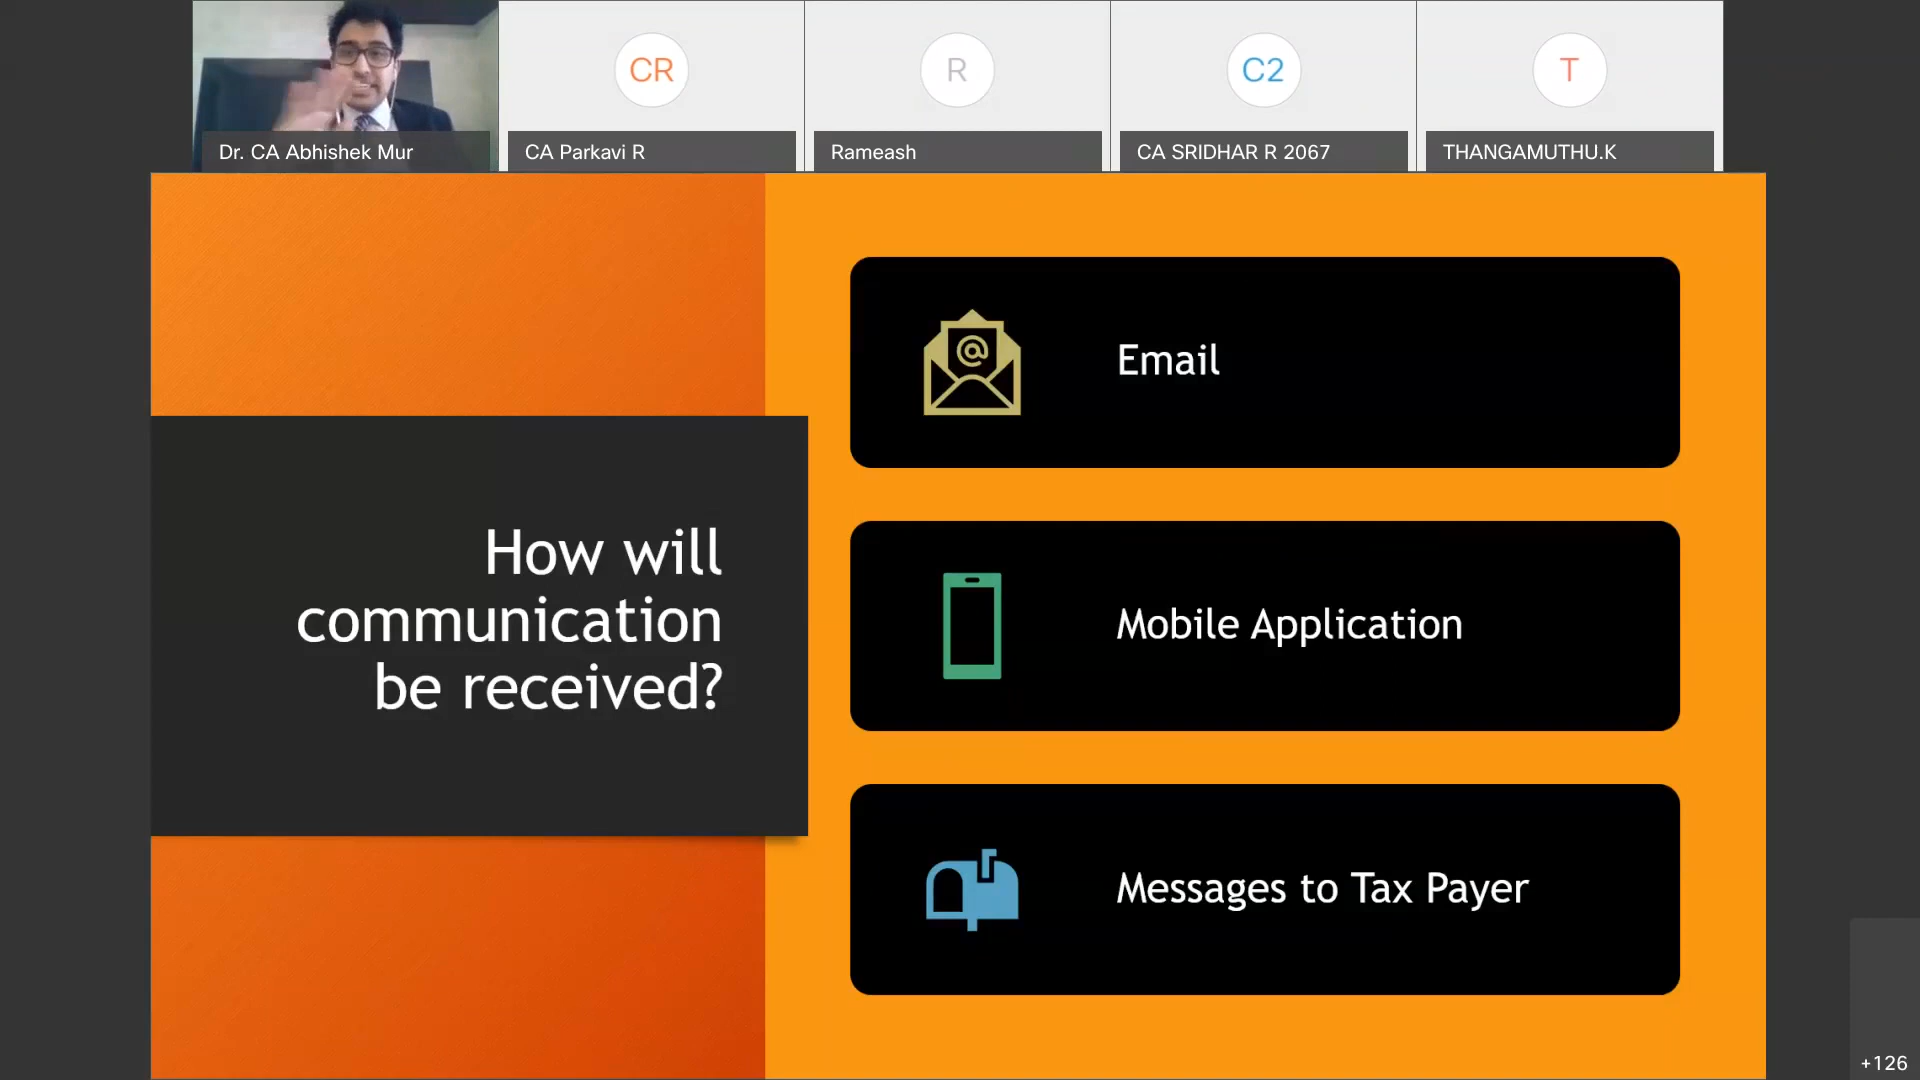 CR
R
C2
T
Dr. CA Abhishek Mur
CA Parkavi R
Rameash
CA SRIDHAR R 2067
THANGAMUTHU.K
How will
communication
be received?
@
Email
Mobile Application
Messages to Tax Payer
+126